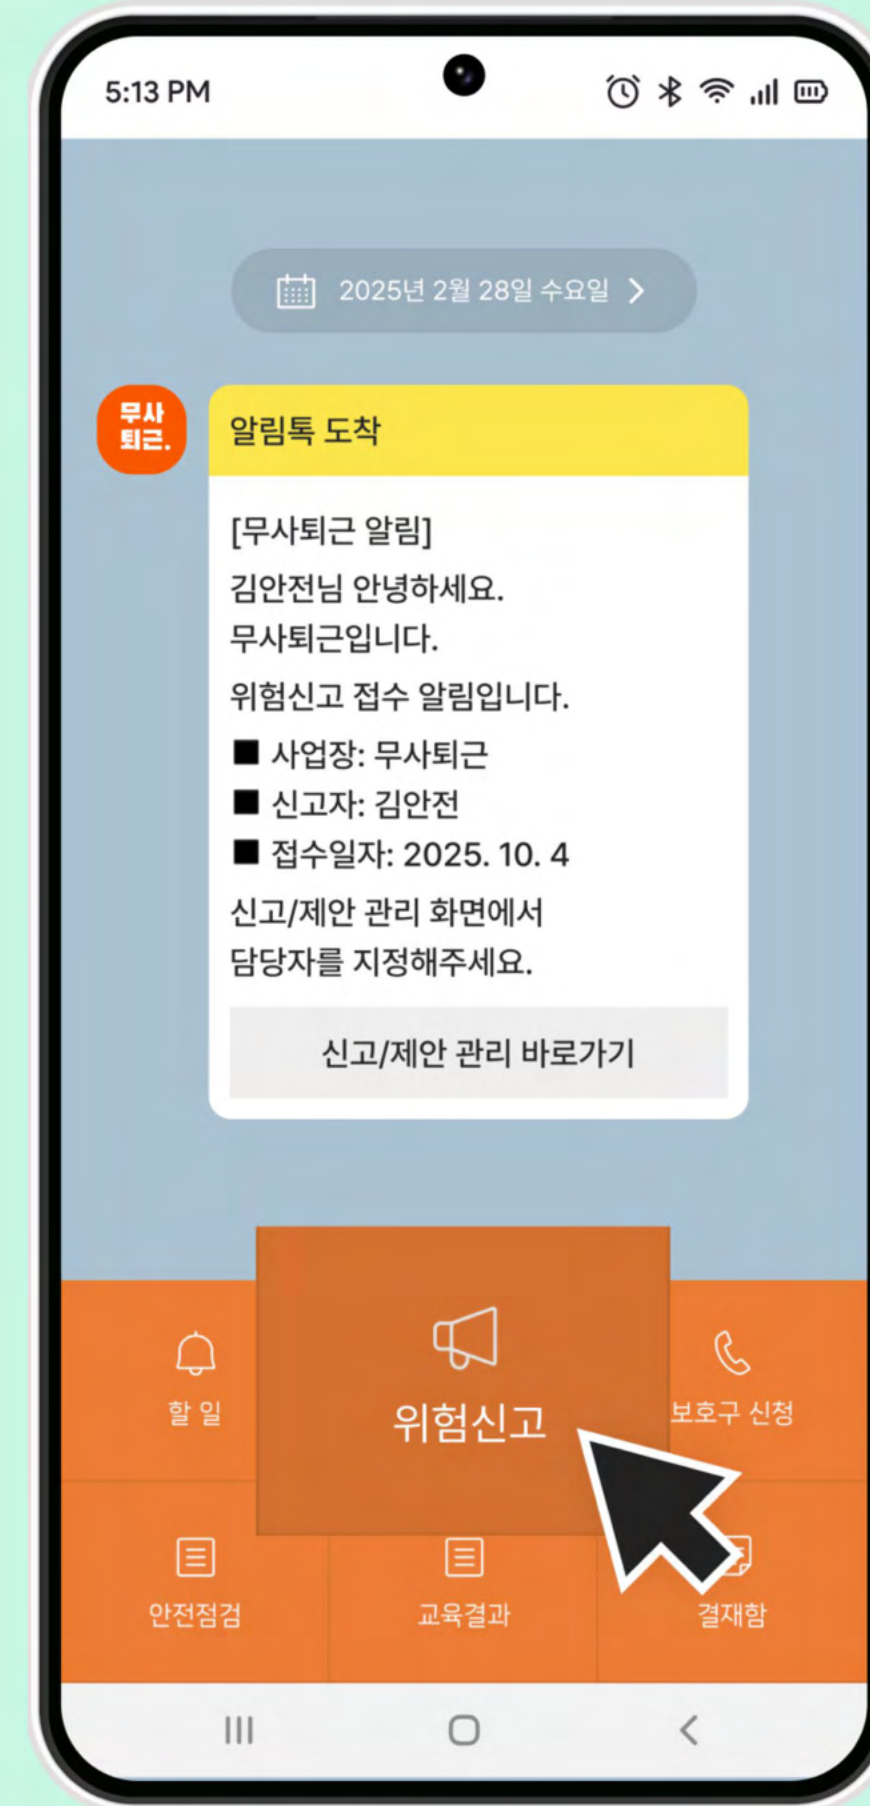 5:13 PM
2025년 2월 28일 수요일
무사
퇴근.
알림톡 도착
[무사퇴근 알림]
김안전님 안녕하세요.
무사퇴근입니다.
위험신고 접수 알림입니다.
■ 사업장: 무사퇴근
■ 신고자: 김안전
■ 접수일자: 2025. 10. 4
신고/제안 관리 화면에서
담당자를 지정해주세요.
신고/제안 관리 바로가기
할 일
위험신고
보호구 신청
안전점검
교육결과
결재함